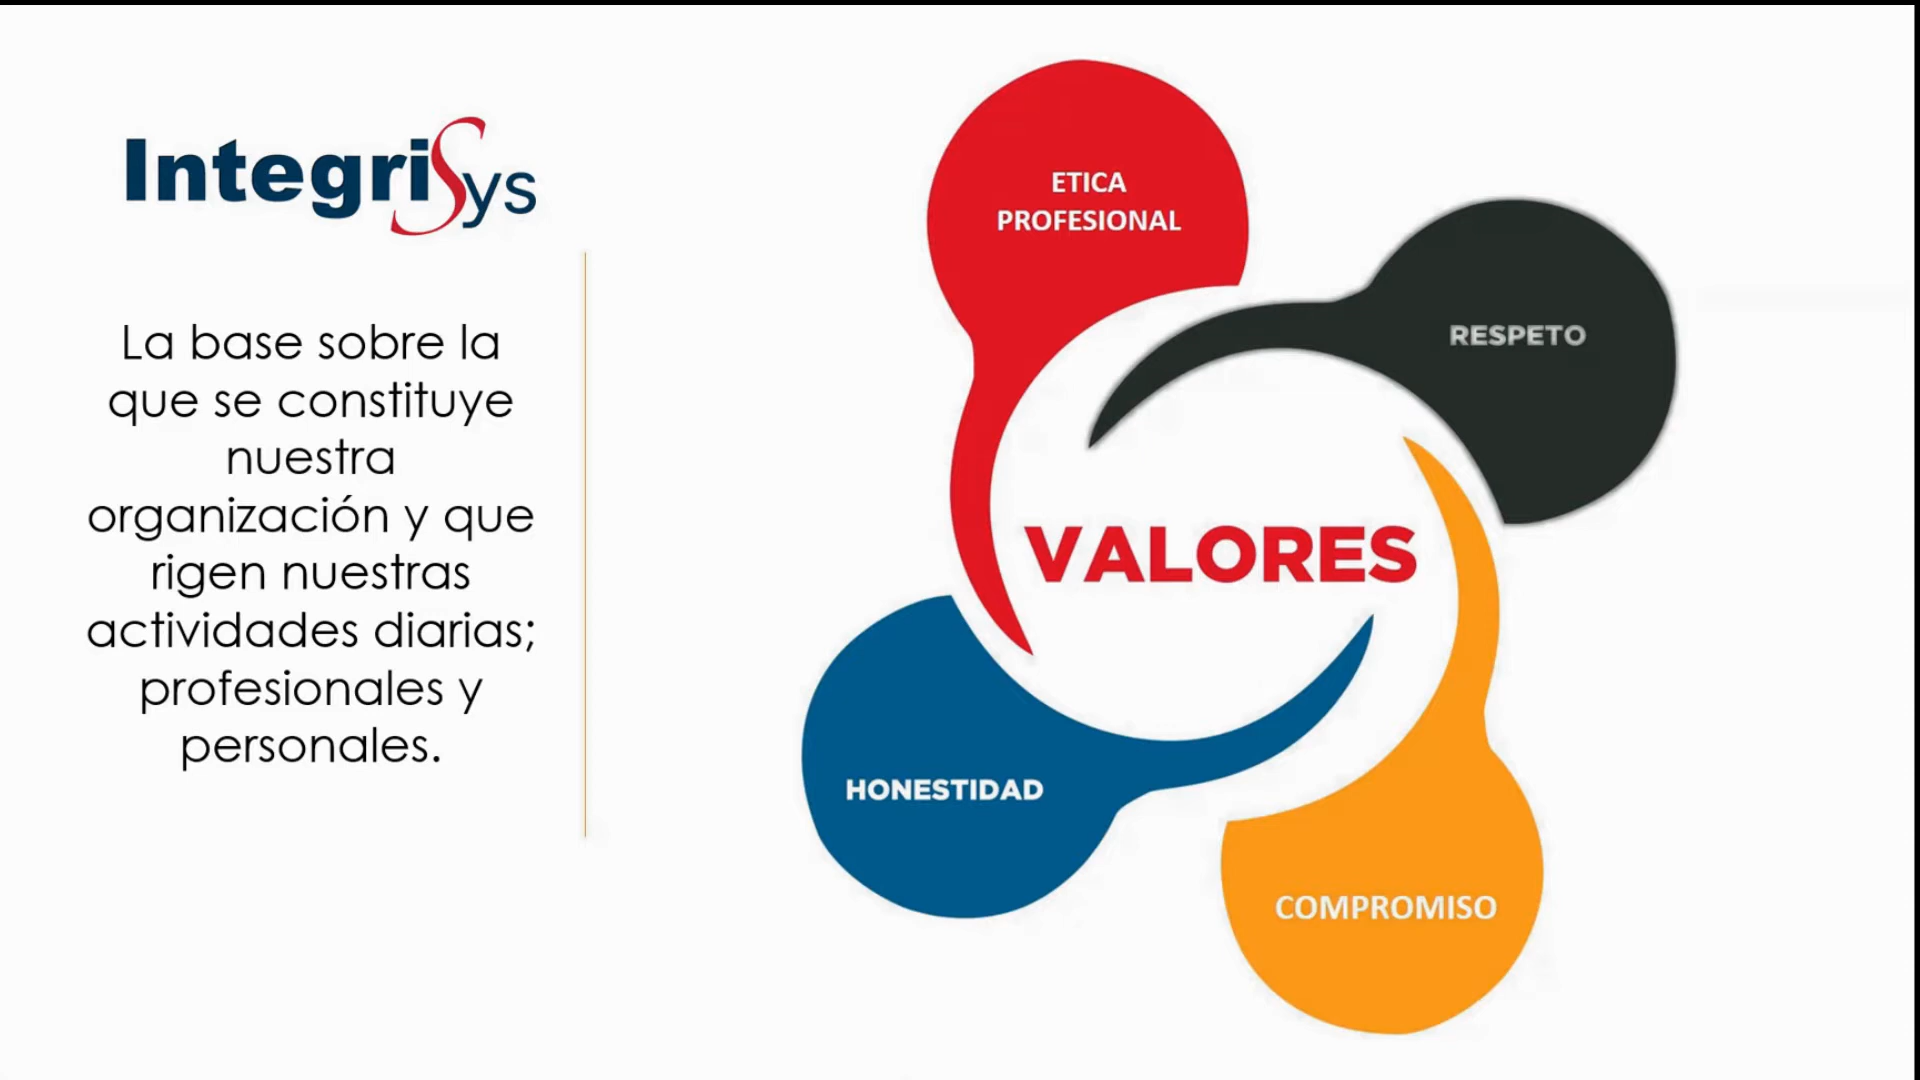 IntegriSys
La base sobre la
que se constituye
nuestra
organización y que
rigen nuestras
actividades diarias;
profesionales y
personales.
ETICA
PROFESIONAL
RESPETO
VALORES
HONESTIDAD
COMPROMISO